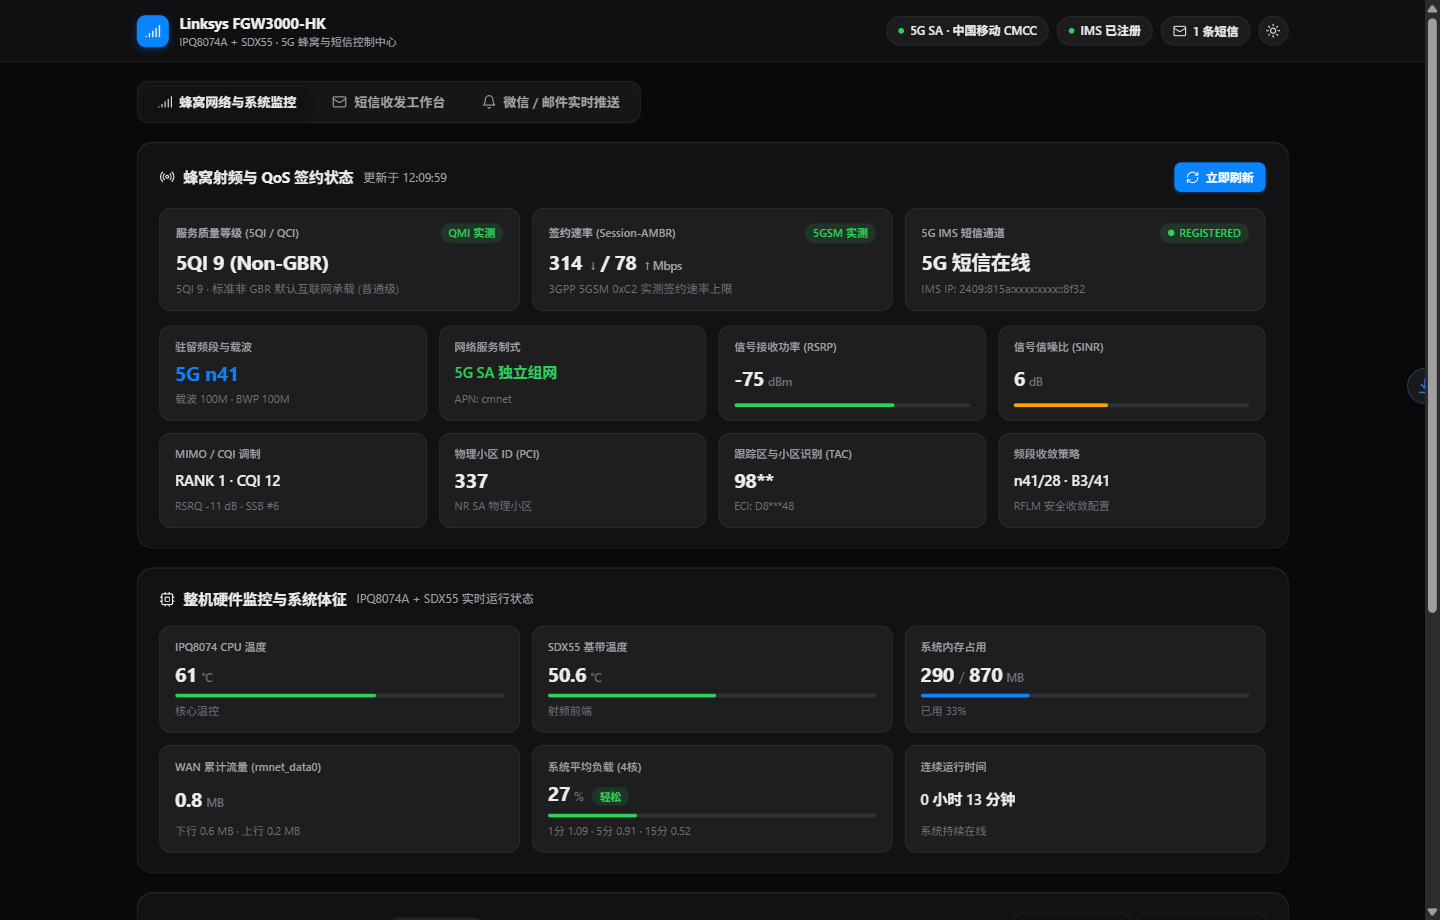 Linksys FGW3000-HK
IPQ8074A + SDX55 · 5G 蜂窝与短信控制中心
5G SA · 中国移动 CMCC
IMS 已注册
1 条短信
蜂窝网络与系统监控
短信收发工作台
微信 / 邮件实时推送
蜂窝射频与 QoS 签约状态
更新于 12:09:59
立即刷新
服务质量等级 (5QI / QCI)
QMI 实测
5QI 9 (Non-GBR)
5QI 9 · 标准非 GBR 默认互联网承载 (普通级)
签约速率 (Session-AMBR)
5GSM 实测
314 ↓ / 78 ↑ Mbps
3GPP 5GSM 0xC2 实测签约速率上限
5G IMS 短信通道
REGISTERED
5G 短信在线
IMS IP: 2409:815a:xxxx:xxxx::8f32
驻留频段与载波
5G n41
载波 100M · BWP 100M
网络服务制式
5G SA 独立组网
APN: cmnet
信号接收功率 (RSRP)
-75 dBm
信号信噪比 (SINR)
6 dB
MIMO / CQI 调制
RANK 1 · CQI 12
RSRQ -11 dB · SSB #6
物理小区 ID (PCI)
337
NR SA 物理小区
跟踪区与小区识别 (TAC)
98**
ECI: D8***48
频段收敛策略
n41/28 · B3/41
RFLM 安全收敛配置
整机硬件监控与系统体征
IPQ8074A + SDX55 实时运行状态
IPQ8074 CPU 温度
61 °C
核心温控
SDX55 基带温度
50.6 °C
射频前端
系统内存占用
290 / 870 MB
已用 33%
WAN 累计流量 (rmnet_data0)
0.8 MB
下行 0.6 MB · 上行 0.2 MB
系统平均负载 (4核)
27 % 轻松
1分 1.09 · 5分 0.91 · 15分 0.52
连续运行时间
0 小时 13 分钟
系统持续在线